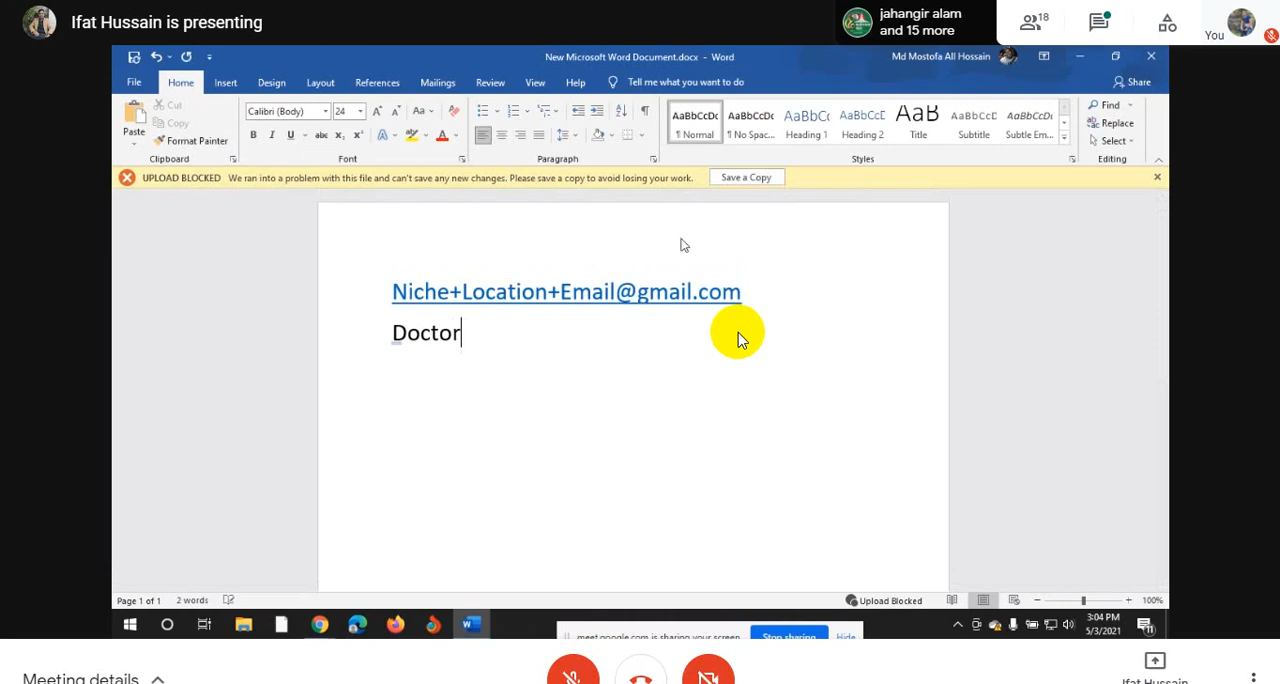 Ifat Hussain is presenting
jahangir alam
and 15 more
18
You
New Microsoft Word Document.docx - Word
Md Mostofa All Hossain
File Home Insert Design Layout References Mailings Review View Help Tell me what you want to do
Share
Paste
Cut
Copy
Format Painter
Clipboard
Calibri (Body) 24
Font
Paragraph
AaBbCcDc
¶ Normal
AaBbCcDc
¶ No Spac...
AaBbCc
Heading 1
AaBbCcE
Heading 2
AaB
Title
AaBbCcD
Subtitle
AaBbCcDt
Subtle Em...
Styles
Find
Replace
Select
Editing
UPLOAD BLOCKED We ran into a problem with this file and can't save any new changes. Please save a copy to avoid losing your work. Save a Copy
Niche+Location+Email@gmail.com
Doctor
Page 1 of 1 2 words
Upload Blocked
100%
meet.google.com is sharing your screen. Stop sharing Hide
3:04 PM
5/3/2021
11
Meeting details
Ifat Hussain